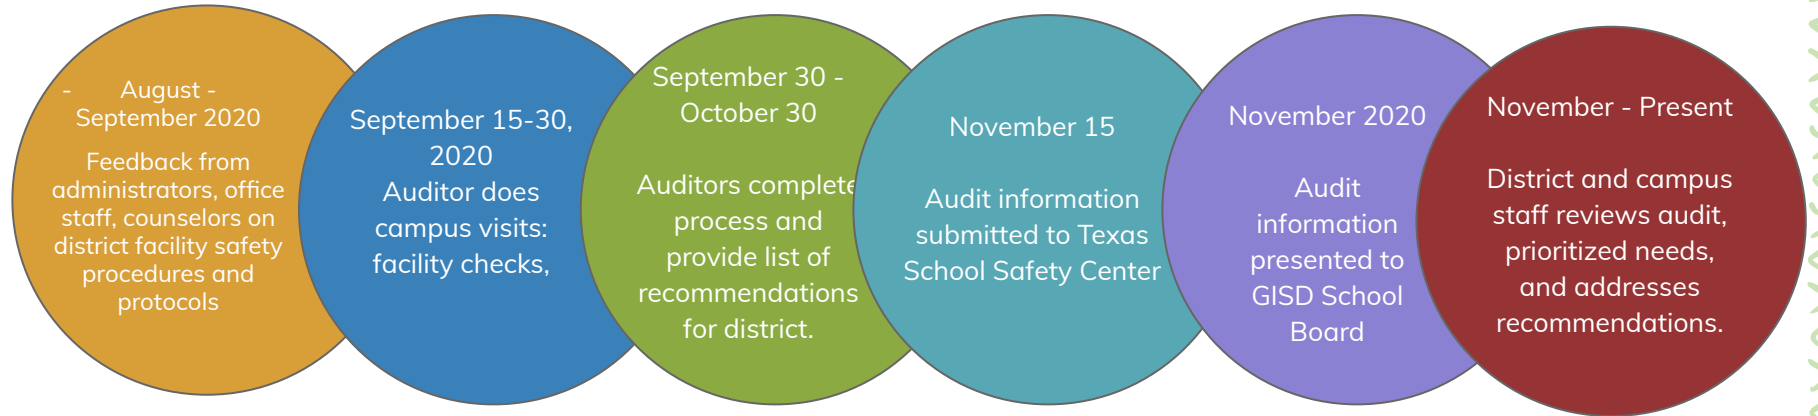 - August -
September 2020
Feedback from
administrators, office
staff, counselors on
district facility safety
procedures and
protocols
September 15-30,
2020
Auditor does
campus visits:
facility checks,
September 30 -
October 30
Auditors complete
process and
provide list of
recommendations
for district.
November 15
Audit information
submitted to Texas
School Safety Center
November 2020
Audit
information
presented to
GISD School
Board
November - Present
District and campus
staff reviews audit,
prioritized needs,
and addresses
recommendations.